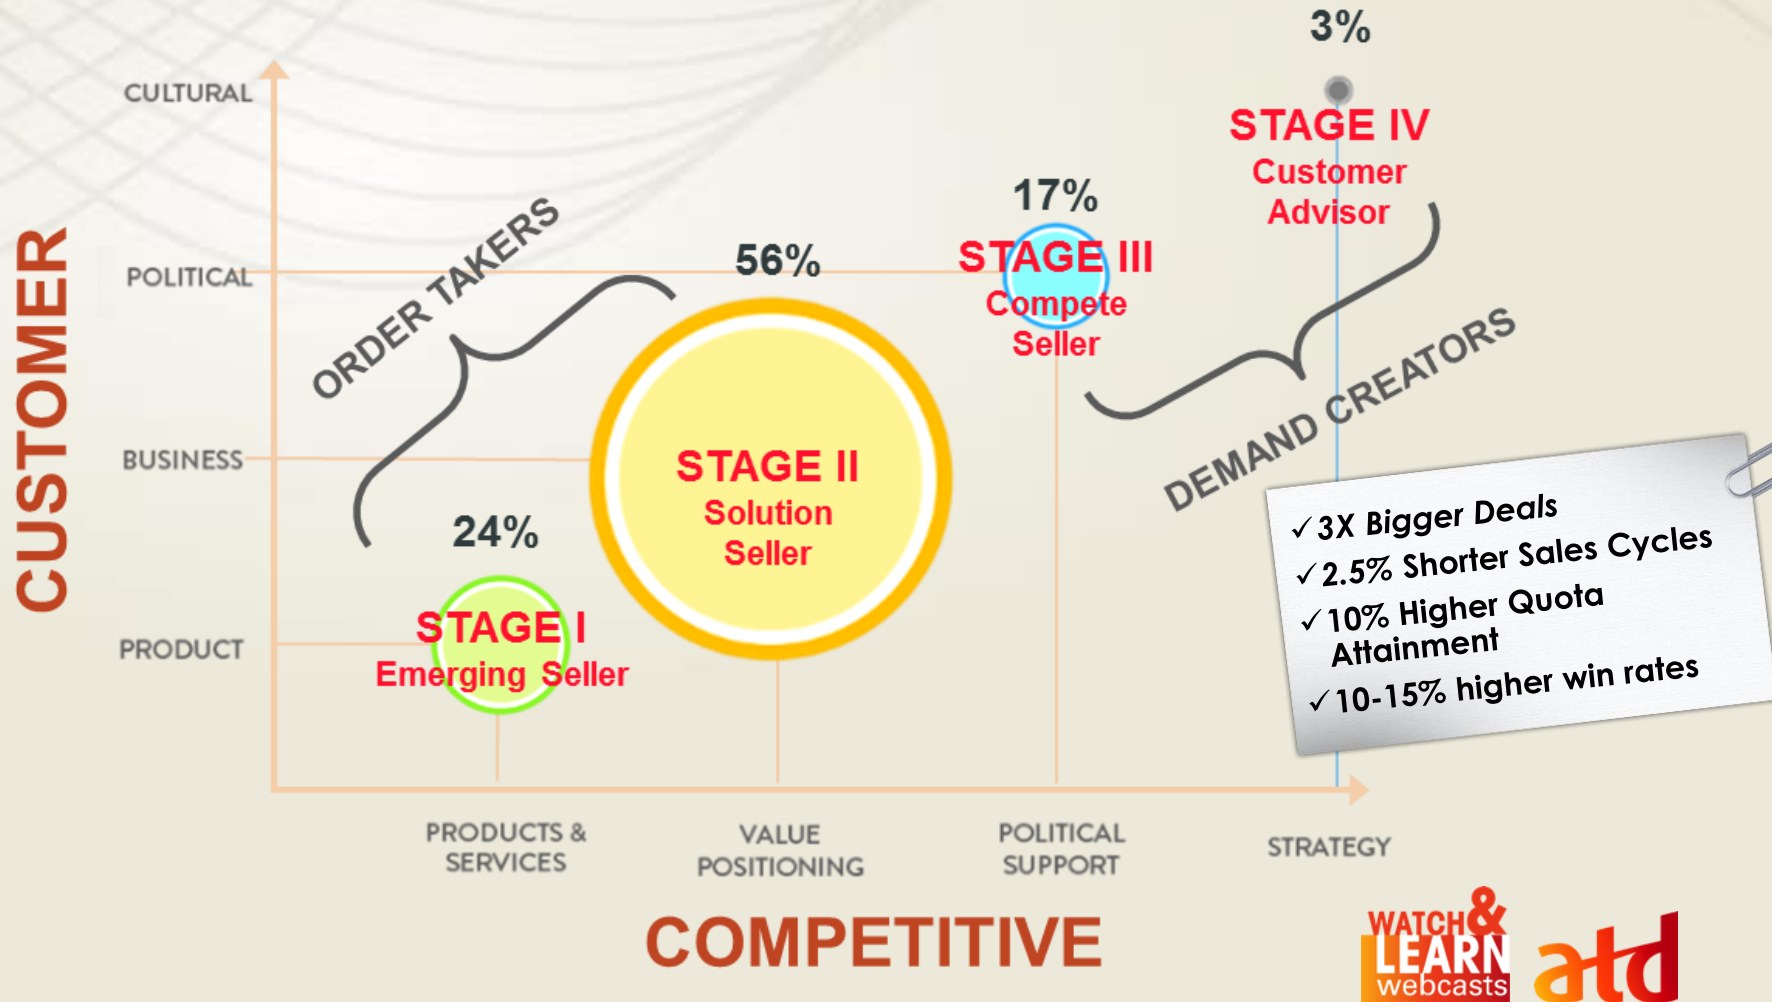 3%
CULTURAL
STAGE IV
Customer
Advisor
17%
ORDER TAKERS
56%
STAGE III
POLITICAL
Compete
Seller
CUSTOMER
DEMAND CREATORS
BUSINESS
STAGE II
Solution
Seller
24%
STAGE I
Emerging Seller
PRODUCT
✓3X Bigger Deals
✓2.5% Shorter Sales Cycles
✓10% Higher Quota
Attainment
✓10-15% higher win rates
PRODUCTS &
SERVICES
VALUE
POSITIONING
POLITICAL
SUPPORT
STRATEGY
COMPETITIVE
WATCH&
LEARN
webcasts
atd